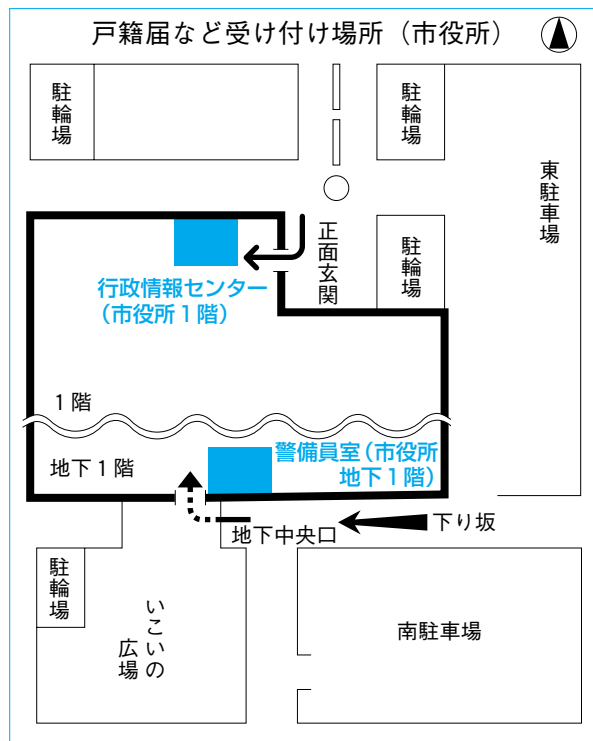 戸籍届など受け付け場所（市役所）
駐輪場
駐輪場
東駐車場
正面玄関
駐輪場
行政情報センター
（市役所１階）
１階
地下１階
警備員室（市役所
地下１階）
地下中央口
下り坂
駐輪場
いこいの
広場
南駐車場